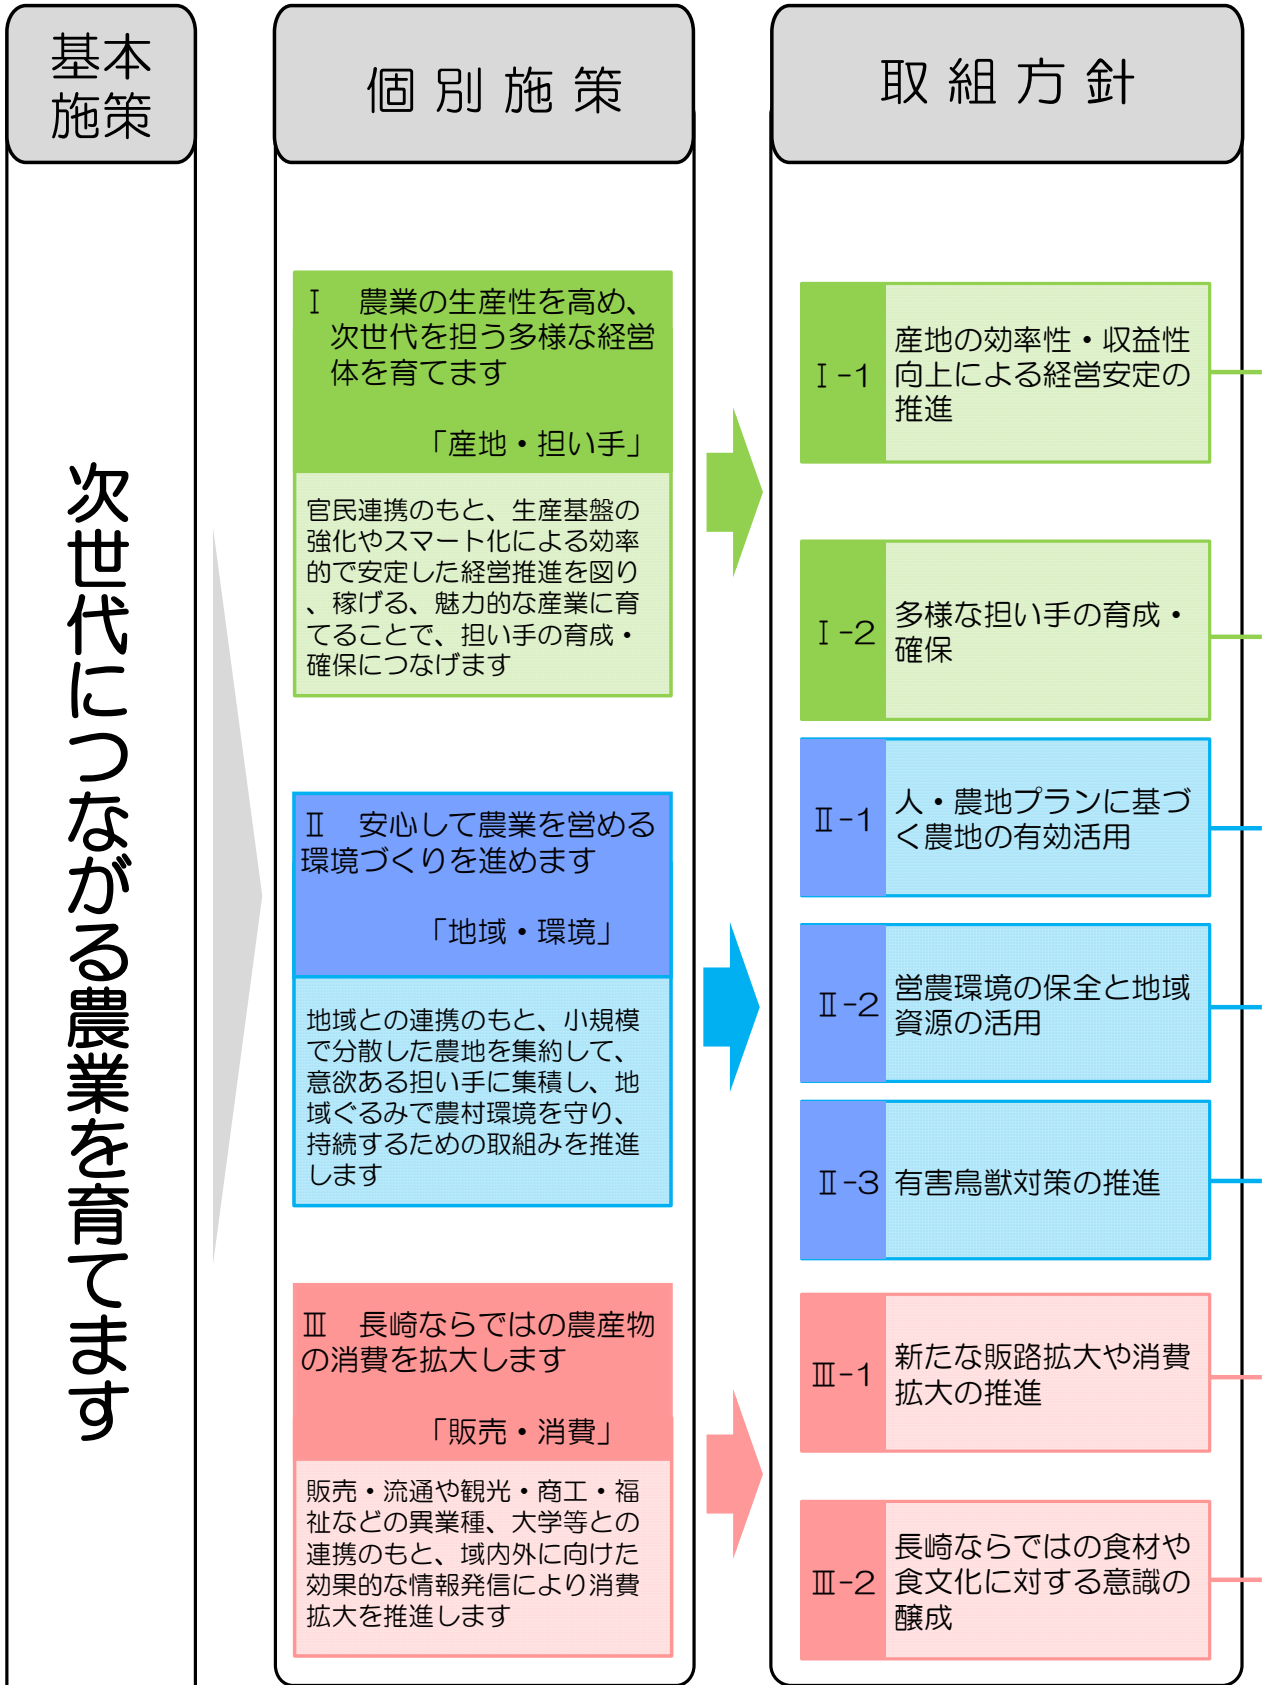 基本
施策
個別施策
取組方針
次世代につながる農業を育てます
Ⅰ　農業の生産性を高め、
次世代を担う多様な経営
体を育てます
「産地・担い手」
官民連携のもと、生産基盤の
強化やスマート化による効率
的で安定した経営推進を図り
、稼げる、魅力的な産業に育
てることで、担い手の育成・
確保につなげます
Ⅰ-1
産地の効率性・収益性
向上による経営安定の
推進
Ⅰ-2
多様な担い手の育成・
確保
Ⅱ　安心して農業を営める
環境づくりを進めます
「地域・環境」
地域との連携のもと、小規模
で分散した農地を集約して、
意欲ある担い手に集積し、地
域ぐるみで農村環境を守り、
持続するための取組みを推進
します
Ⅱ-1
人・農地プランに基づ
く農地の有効活用
Ⅱ-2
営農環境の保全と地域
資源の活用
Ⅱ-3
有害鳥獣対策の推進
Ⅲ　長崎ならではの農産物
の消費を拡大します
「販売・消費」
販売・流通や観光・商工・福
祉などの異業種、大学等との
連携のもと、域内外に向けた
効果的な情報発信により消費
拡大を推進します
Ⅲ-1
新たな販路拡大や消費
拡大の推進
Ⅲ-2
長崎ならではの食材や
食文化に対する意識の
醸成